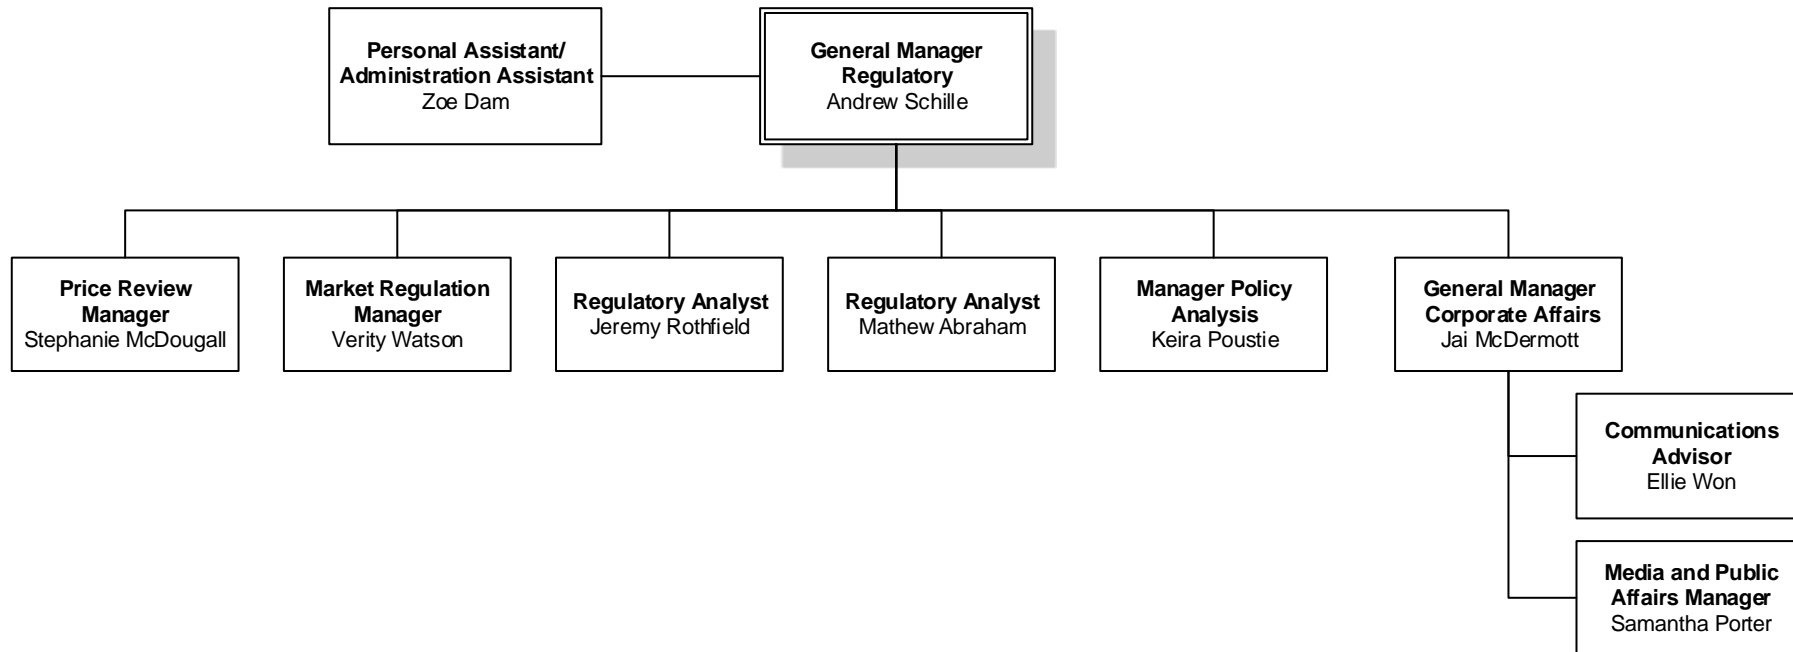 Personal Assistant/
Administration Assistant
Zoe Dam
General Manager
Regulatory
Andrew Schille
Price Review
Manager
Stephanie McDougall
Market Regulation
Manager
Verity Watson
Regulatory Analyst
Jeremy Rothfield
Regulatory Analyst
Mathew Abraham
Manager Policy
Analysis
Keira Poustie
General Manager
Corporate Affairs
Jai McDermott
Communications
Advisor
Ellie Won
Media and Public
Affairs Manager
Samantha Porter